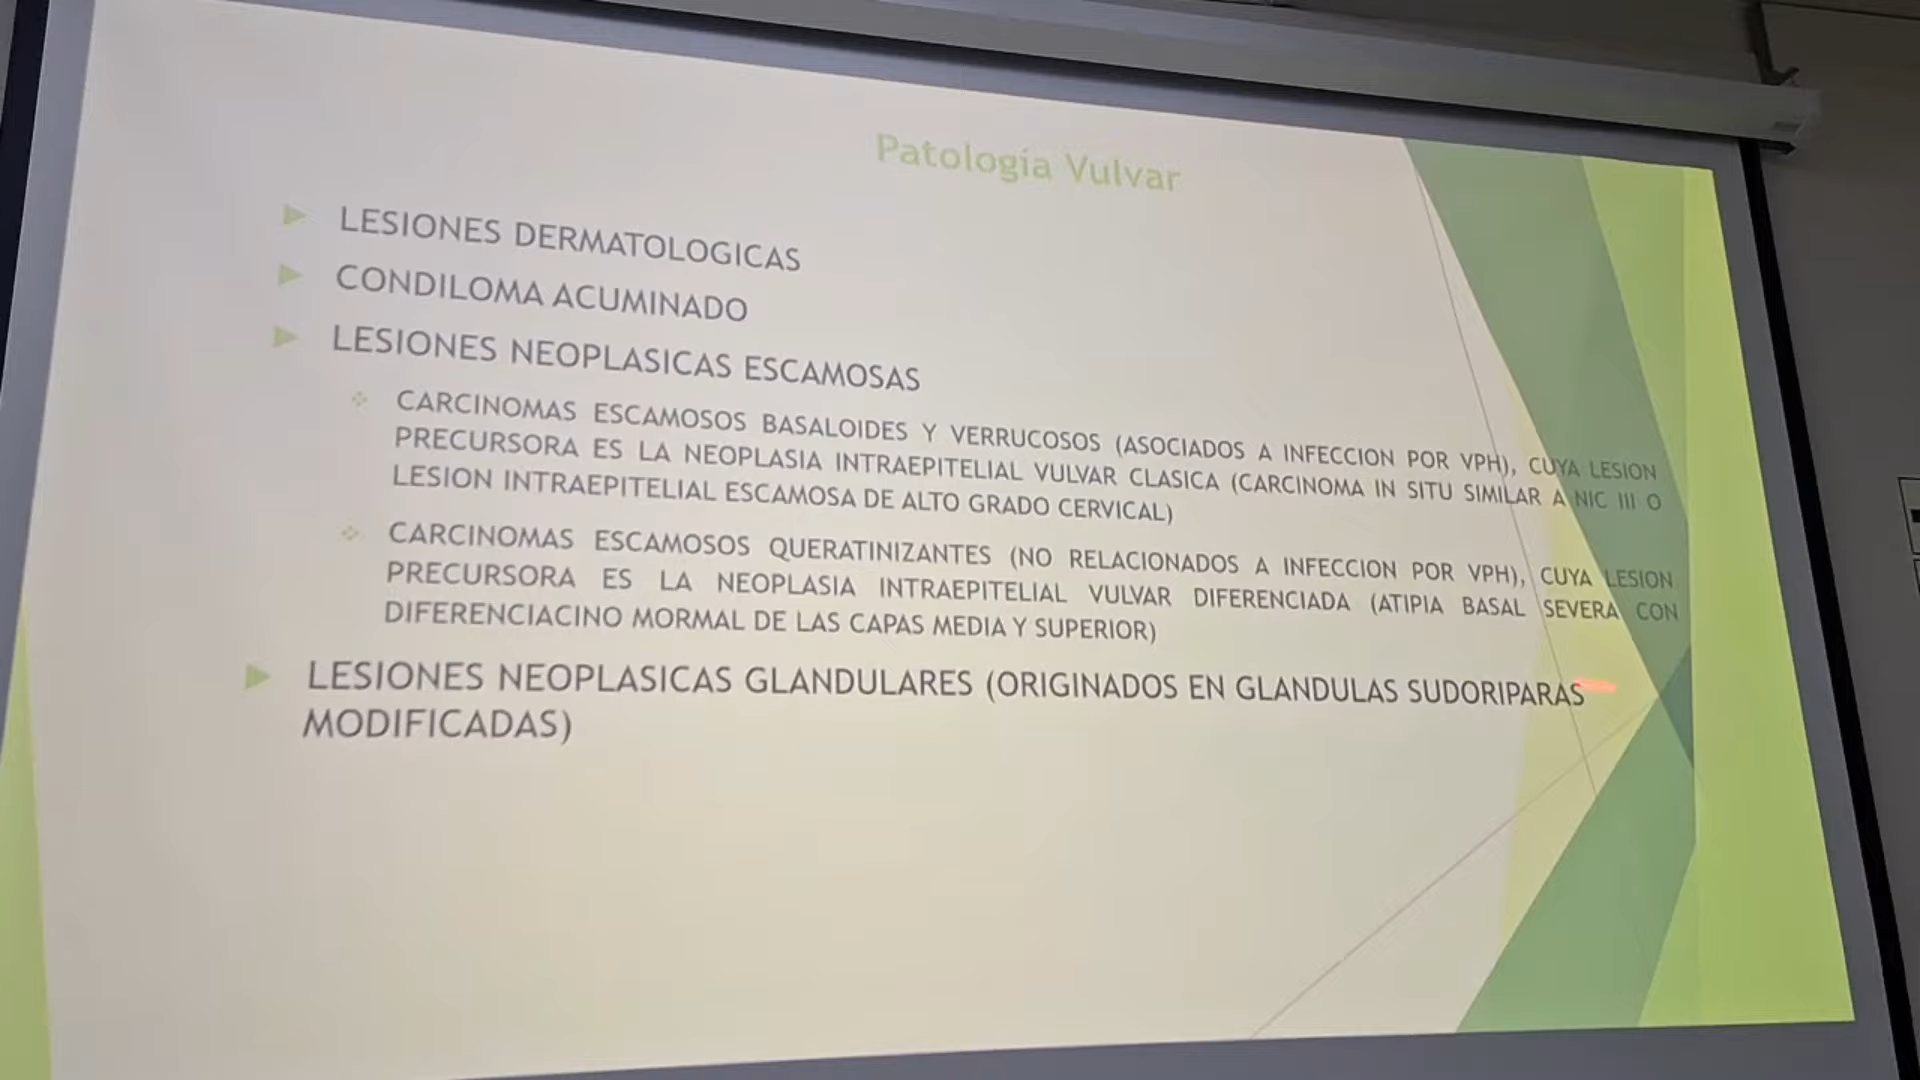 Patología Vulvar
LESIONES DERMATOLOGICAS
CONDILOMA ACUMINADO
LESIONES NEOPLASICAS ESCAMOSAS
CARCINOMAS ESCAMOSOS BASALOIDES Y VERRUCOSOS (ASOCIADOS A INFECCION POR VPH), CUYA LESION
PRECURSORA ES LA NEOPLASIA INTRAEPITELIAL VULVAR CLASICA (CARCINOMA IN SITU SIMILAR A NIC III O
LESION INTRAEPITELIAL ESCAMOSA DE ALTO GRADO CERVICAL)
CARCINOMAS ESCAMOSOS QUERATINIZANTES (NO RELACIONADOS A INFECCION POR VPH), CUYA LESION
PRECURSORA ES LA NEOPLASIA INTRAEPITELIAL VULVAR DIFERENCIADA (ATIPIA BASAL SEVERA CON
DIFERENCIACINO MORMAL DE LAS CAPAS MEDIA Y SUPERIOR)
LESIONES NEOPLASICAS GLANDULARES (ORIGINADOS EN GLANDULAS SUDORIPARAS
MODIFICADAS)